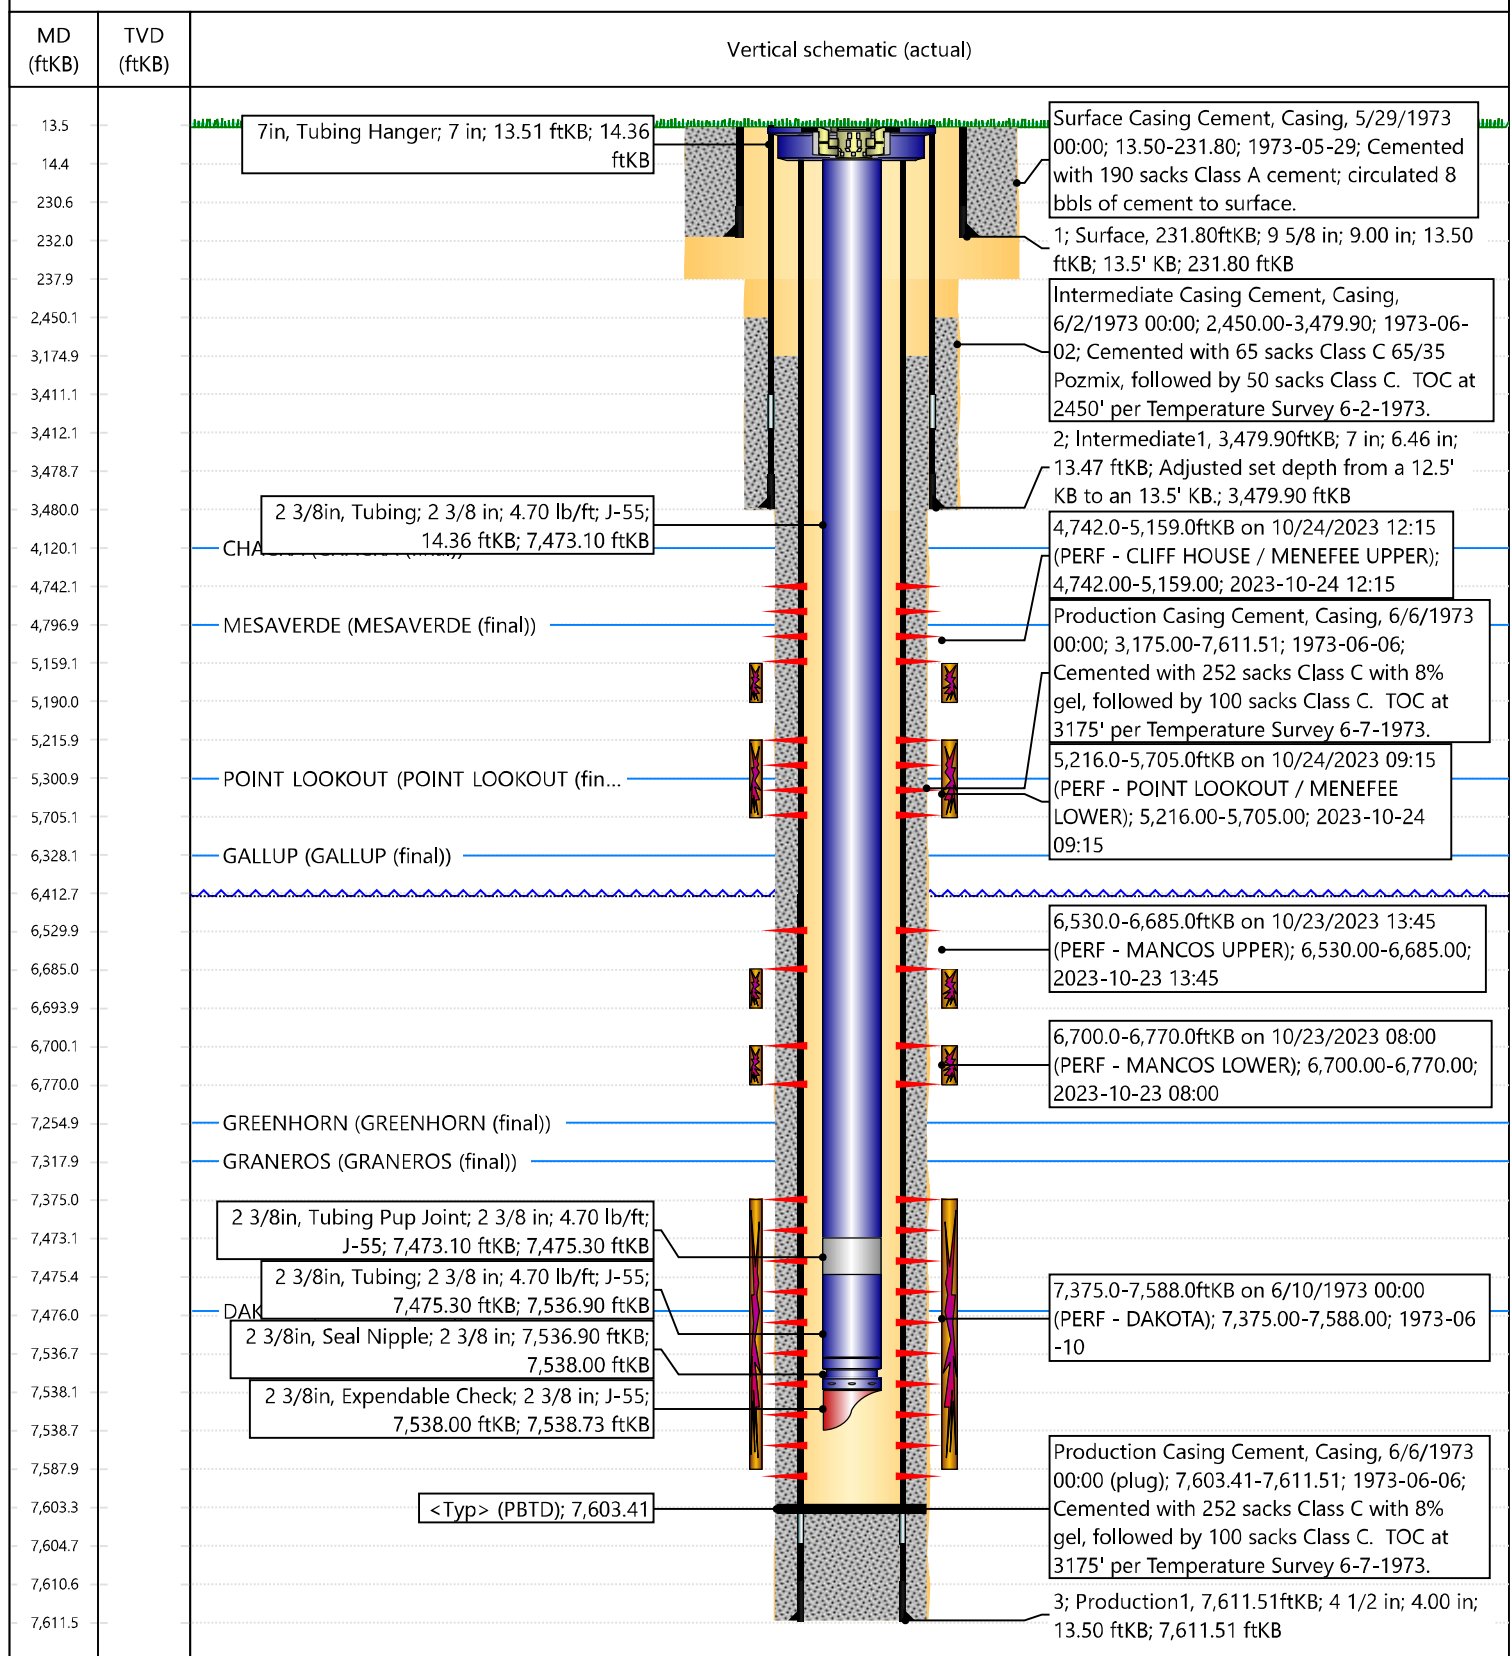 MD
(ftKB)
TVD
(ftKB)
Vertical schematic (actual)
13.5
14.4
230.6
232.0
237.9
2,450.1
3,174.9
3,411.1
3,412.1
3,478.7
3,480.0
4,120.1
4,742.1
4,796.9
5,159.1
5,190.0
5,215.9
5,300.9
5,705.1
6,328.1
6,412.7
6,529.9
6,685.0
6,693.9
6,700.1
6,770.0
7,254.9
7,317.9
7,375.0
7,473.1
7,475.4
7,476.0
7,536.7
7,538.1
7,538.7
7,587.9
7,603.3
7,604.7
7,610.6
7,611.5
7in, Tubing Hanger; 7 in; 13.51 ftKB; 14.36
ftKB
2 3/8in, Tubing; 2 3/8 in; 4.70 lb/ft; J-55;
14.36 ftKB; 7,473.10 ftKB
MESAVERDE (MESAVERDE (final))
POINT LOOKOUT (POINT LOOKOUT (fin...
GALLUP (GALLUP (final))
GREENHORN (GREENHORN (final))
GRANEROS (GRANEROS (final))
2 3/8in, Tubing Pup Joint; 2 3/8 in; 4.70 lb/ft;
J-55; 7,473.10 ftKB; 7,475.30 ftKB
2 3/8in, Tubing; 2 3/8 in; 4.70 lb/ft; J-55;
7,475.30 ftKB; 7,536.90 ftKB
DAK
2 3/8in, Seal Nipple; 2 3/8 in; 7,536.90 ftKB;
7,538.00 ftKB
2 3/8in, Expendable Check; 2 3/8 in; J-55;
7,538.00 ftKB; 7,538.73 ftKB
<Typ> (PBTD); 7,603.41
Surface Casing Cement, Casing, 5/29/1973
00:00; 13.50-231.80; 1973-05-29; Cemented
with 190 sacks Class A cement; circulated 8
bbls of cement to surface.
1; Surface, 231.80ftKB; 9 5/8 in; 9.00 in; 13.50
ftKB; 13.5' KB; 231.80 ftKB
Intermediate Casing Cement, Casing,
6/2/1973 00:00; 2,450.00-3,479.90; 1973-06-
02; Cemented with 65 sacks Class C 65/35
Pozmix, followed by 50 sacks Class C.  TOC at
2450' per Temperature Survey 6-2-1973.
2; Intermediate1, 3,479.90ftKB; 7 in; 6.46 in;
13.47 ftKB; Adjusted set depth from a 12.5'
KB to an 13.5' KB.; 3,479.90 ftKB
4,742.0-5,159.0ftKB on 10/24/2023 12:15
(PERF - CLIFF HOUSE / MENEFEE UPPER);
4,742.00-5,159.00; 2023-10-24 12:15
Production Casing Cement, Casing, 6/6/1973
00:00; 3,175.00-7,611.51; 1973-06-06;
Cemented with 252 sacks Class C with 8%
gel, followed by 100 sacks Class C.  TOC at
3175' per Temperature Survey 6-7-1973.
5,216.0-5,705.0ftKB on 10/24/2023 09:15
(PERF - POINT LOOKOUT / MENEFEE
LOWER); 5,216.00-5,705.00; 2023-10-24
09:15
6,530.0-6,685.0ftKB on 10/23/2023 13:45
(PERF - MANCOS UPPER); 6,530.00-6,685.00;
2023-10-23 13:45
6,700.0-6,770.0ftKB on 10/23/2023 08:00
(PERF - MANCOS LOWER); 6,700.00-6,770.00;
2023-10-23 08:00
7,375.0-7,588.0ftKB on 6/10/1973 00:00
(PERF - DAKOTA); 7,375.00-7,588.00; 1973-06
-10
Production Casing Cement, Casing, 6/6/1973
00:00 (plug); 7,603.41-7,611.51; 1973-06-06;
Cemented with 252 sacks Class C with 8%
gel, followed by 100 sacks Class C.  TOC at
3175' per Temperature Survey 6-7-1973.
3; Production1, 7,611.51ftKB; 4 1/2 in; 4.00 in;
13.50 ftKB; 7,611.51 ftKB